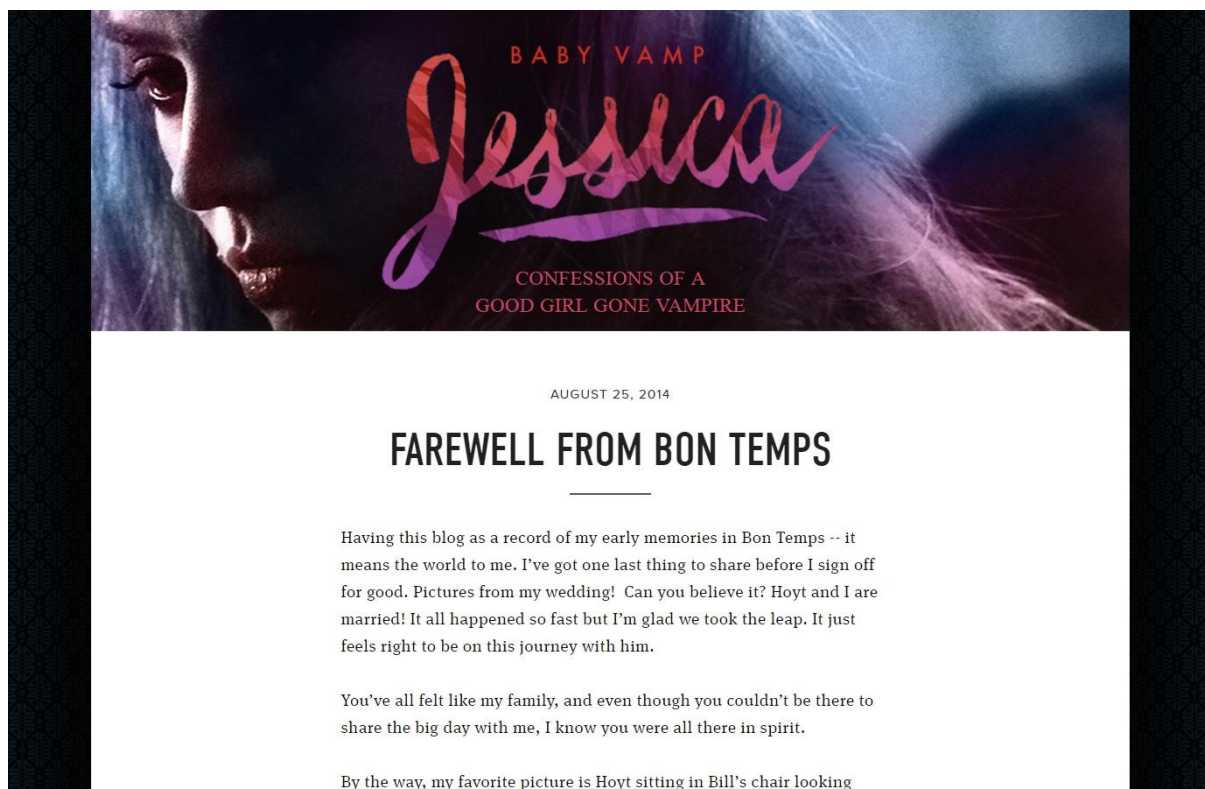 BABY VAMP
Jessica
CONFESSIONS OF A
GOOD GIRL GONE VAMPIRE
AUGUST 25, 2014
FAREWELL FROM BON TEMPS
Having this blog as a record of my early memories in Bon Temps -- it
means the world to me. I’ve got one last thing to share before I sign off
for good. Pictures from my wedding!  Can you believe it? Hoyt and I are
married! It all happened so fast but I’m glad we took the leap. It just
feels right to be on this journey with him.
You’ve all felt like my family, and even though you couldn’t be there to
share the big day with me, I know you were all there in spirit.
By the way, my favorite picture is Hoyt sitting in Bill’s chair looking